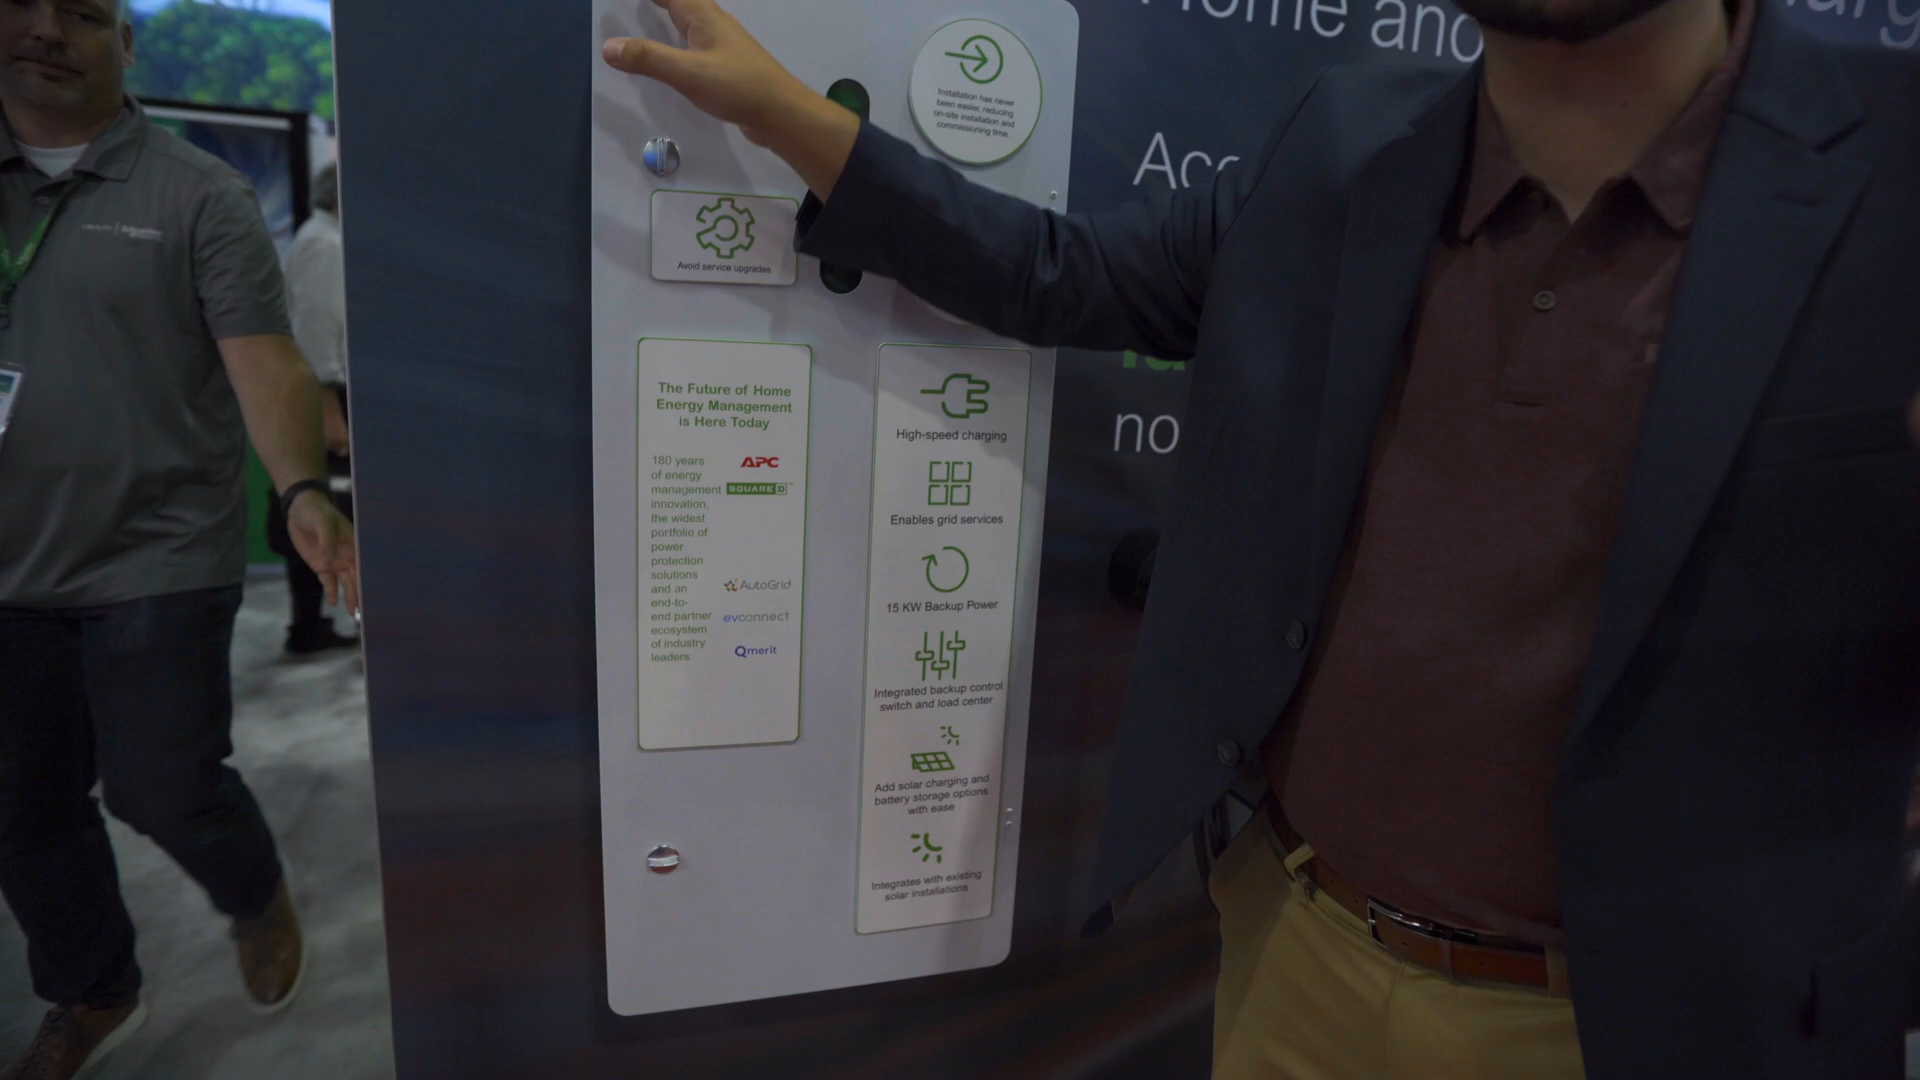 Home and
Installation has never
been easier, reducing
on-site installation and
commissioning time.
Avoid service upgrades
no
The Future of Home
Energy Management
is Here Today
180 years
of energy
management
innovation,
the widest
portfolio of
power
protection
solutions
and an
end-to-
end partner
ecosystem
of industry
leaders.
APC
SQUARE D
AutoGrid
evconnect
Qmerit
High-speed charging
Enables grid services
15 KW Backup Power
Integrated backup control
switch and load center
Add solar charging and
battery storage options
with ease
Integrates with existing
solar installations